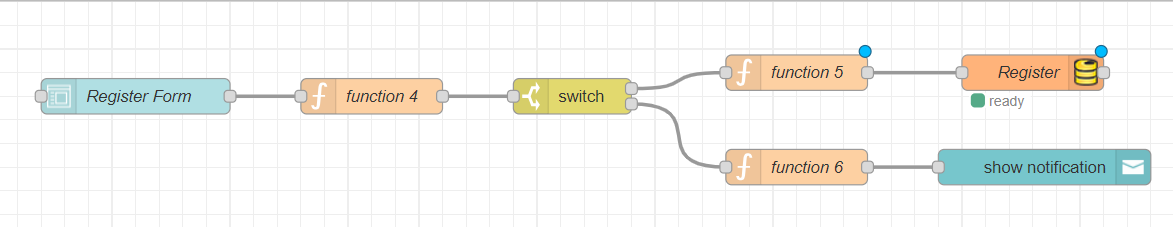 function 5
Register
Register Form
function 4
switch
ready
function 6
show notification